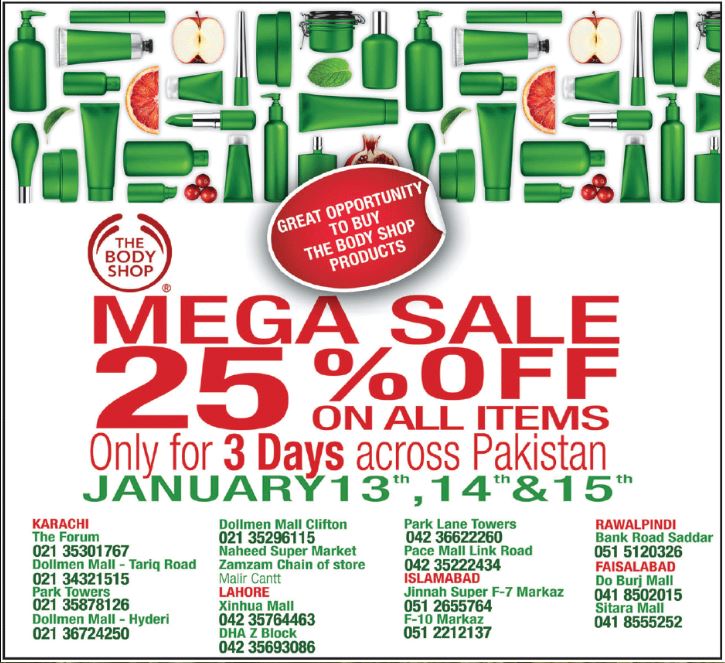 GREAT OPPORTUNITY
TO BUY
THE BODY SHOP
PRODUCTS
THE
BODY
SHOP
®
MEGA SALE
25 %OFF
ON ALL ITEMS
Only for 3 Days across Pakistan
JANUARY 13th, 14th & 15th
KARACHI
The Forum
021 35301767
Dollmen Mall - Tariq Road
021 34321515
Park Towers
021 35878126
Dollmen Mall - Hyderi
021 36724250
Dollmen Mall Clifton
021 35296115
Naheed Super Market
Zamzam Chain of store
Malir Cantt
LAHORE
Xinhua Mall
042 35764463
DHA Z Block
042 35693086
Park Lane Towers
042 36622260
Pace Mall Link Road
042 35222434
ISLAMABAD
Jinnah Super F-7 Markaz
051 2655764
F-10 Markaz
051 2212137
RAWALPINDI
Bank Road Saddar
051 5120326
FAISALABAD
Do Burj Mall
041 8502015
Sitara Mall
041 8555252